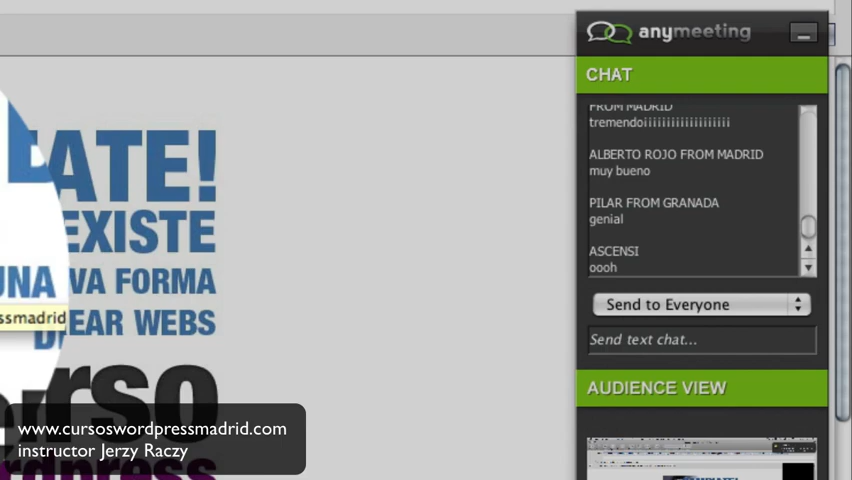 anymeeting
CHAT
FROM MADRID
tremendoiiiiiiiiiiiiiiiiiii
ALBERTO ROJO FROM MADRID
muy bueno
PILAR FROM GRANADA
genial
ASCENSI
oooh
Send to Everyone
Send text chat...
AUDIENCE VIEW
ATE!
EXISTE
UNA VA FORMA
ssmadrid
EAR WEBS
rso
rdpress
www.cursoswordpressmadrid.com
instructor Jerzy Raczy